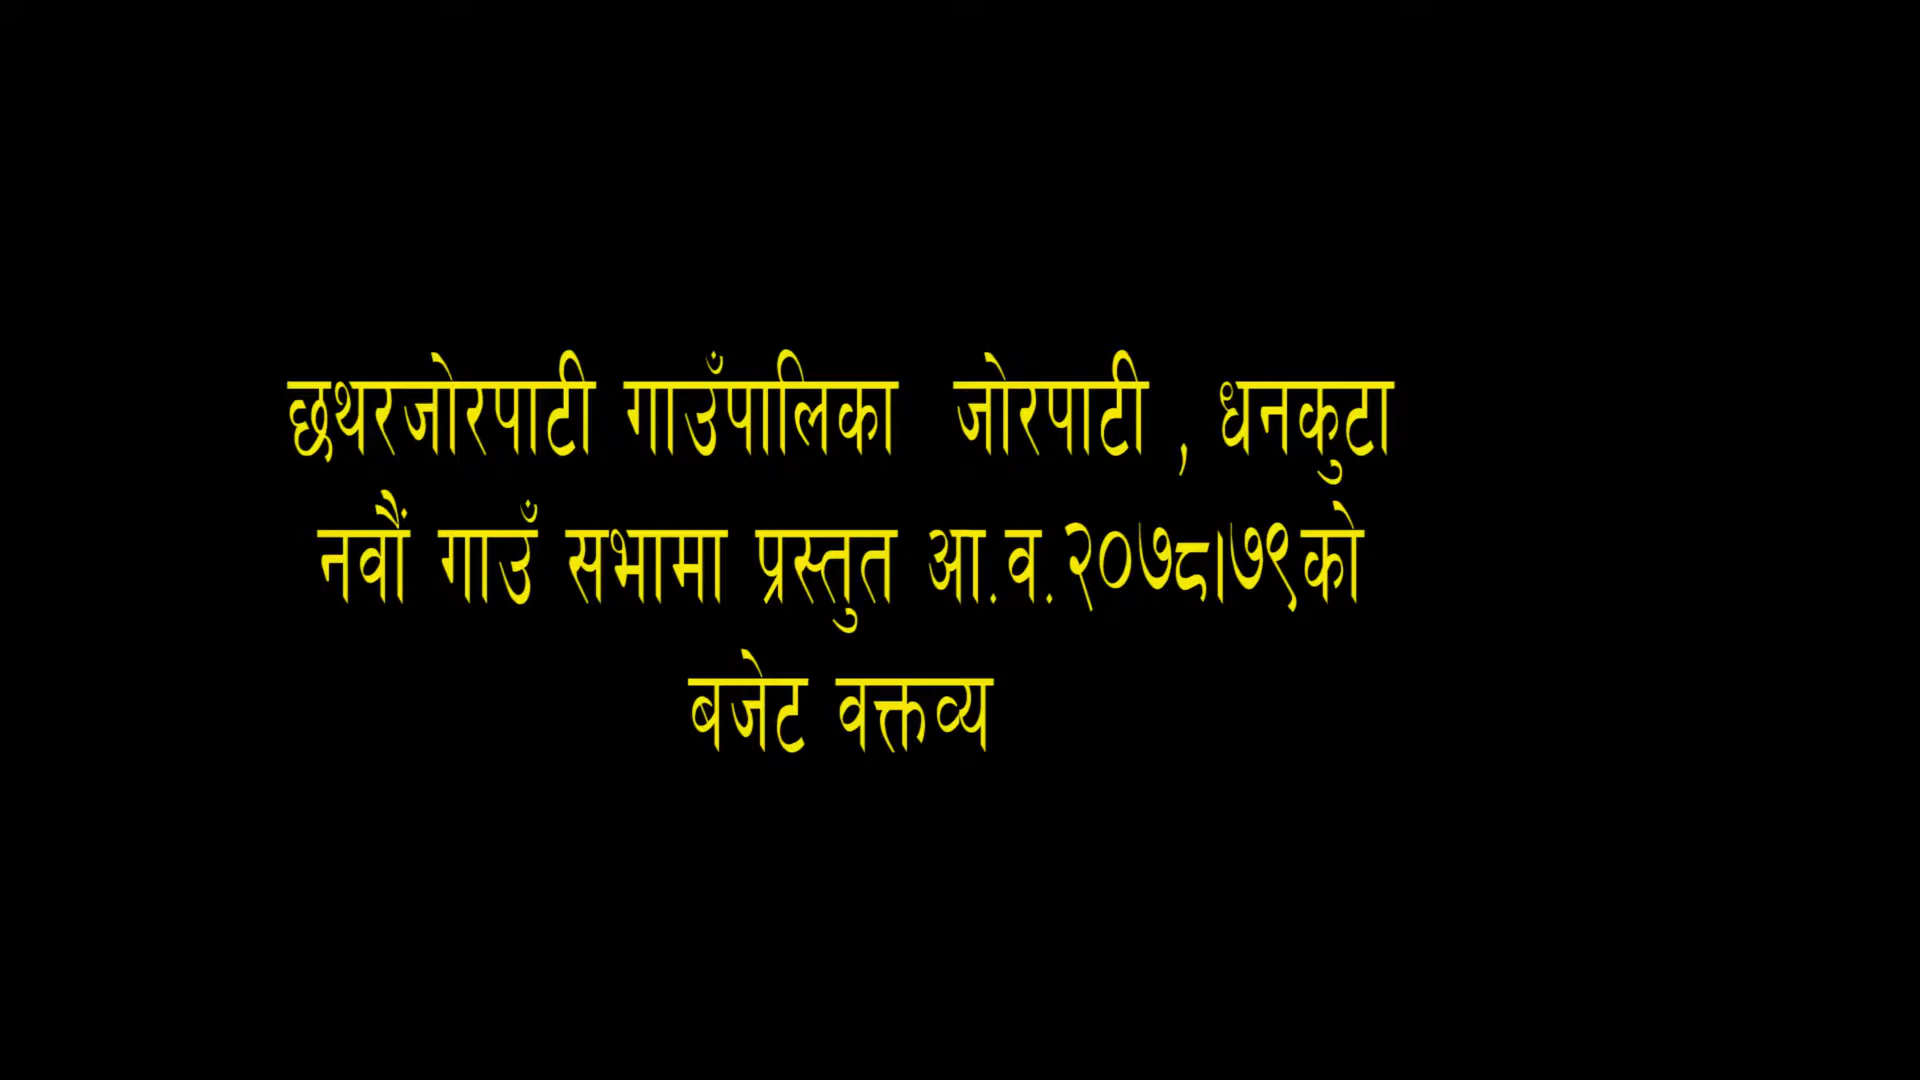 छथरजोरपाटी गाउँपालिका जोरपाटी , धनकुटा
नवौं गाउँ सभामा प्रस्तुत आ.व.२०७८।७९को
बजेट वक्तव्य